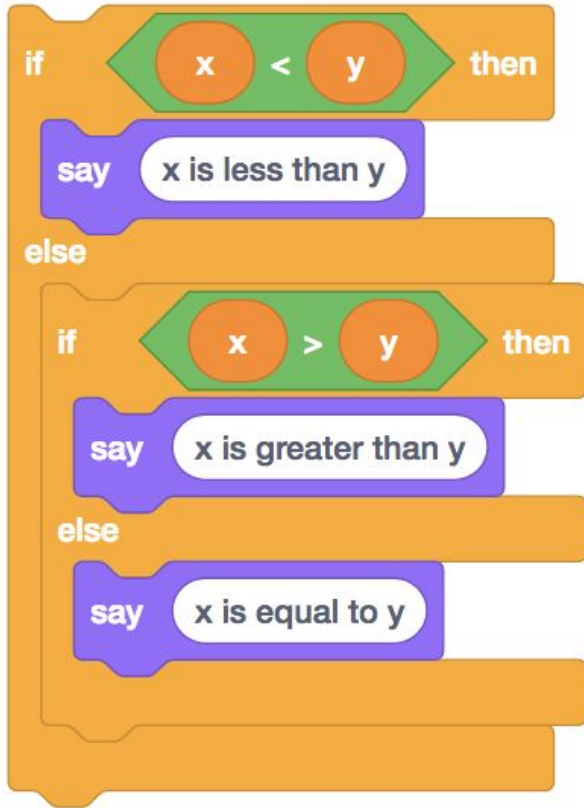 if x < y then
say x is less than y
else
if x > y then
say x is greater than y
else
say x is equal to y